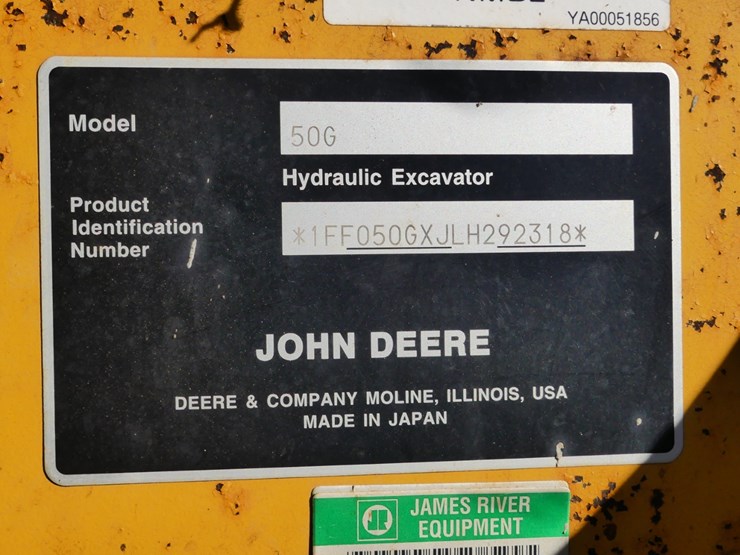 YA00051856
Model
50G
Hydraulic Excavator
Product
Identification
Number
*1FF050GXJLH292318*
JOHN DEERE
DEERE & COMPANY MOLINE, ILLINOIS, USA
MADE IN JAPAN
JAMES RIVER
EQUIPMENT